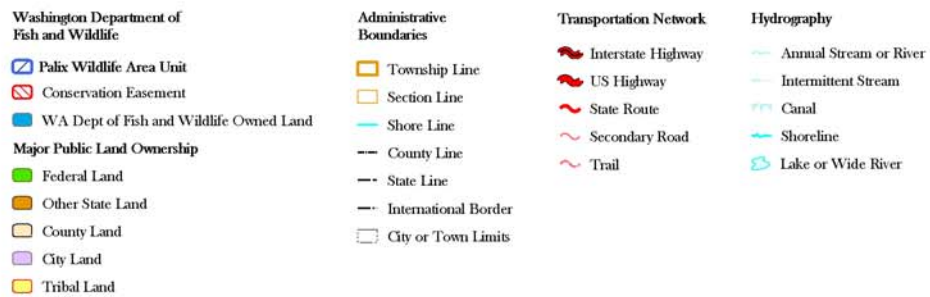 Washington Department of
Fish and Wildlife
Palix Wildlife Area Unit
Conservation Easement
WA Dept of Fish and Wildlife Owned Land
Major Public Land Ownership
Federal Land
Other State Land
County Land
City Land
Tribal Land
Administrative
Boundaries
Township Line
Section Line
Shore Line
County Line
State Line
International Border
City or Town Limits
Transportation Network
Interstate Highway
US Highway
State Route
Secondary Road
Trail
Hydrography
Annual Stream or River
Intermittent Stream
Canal
Shoreline
Lake or Wide River